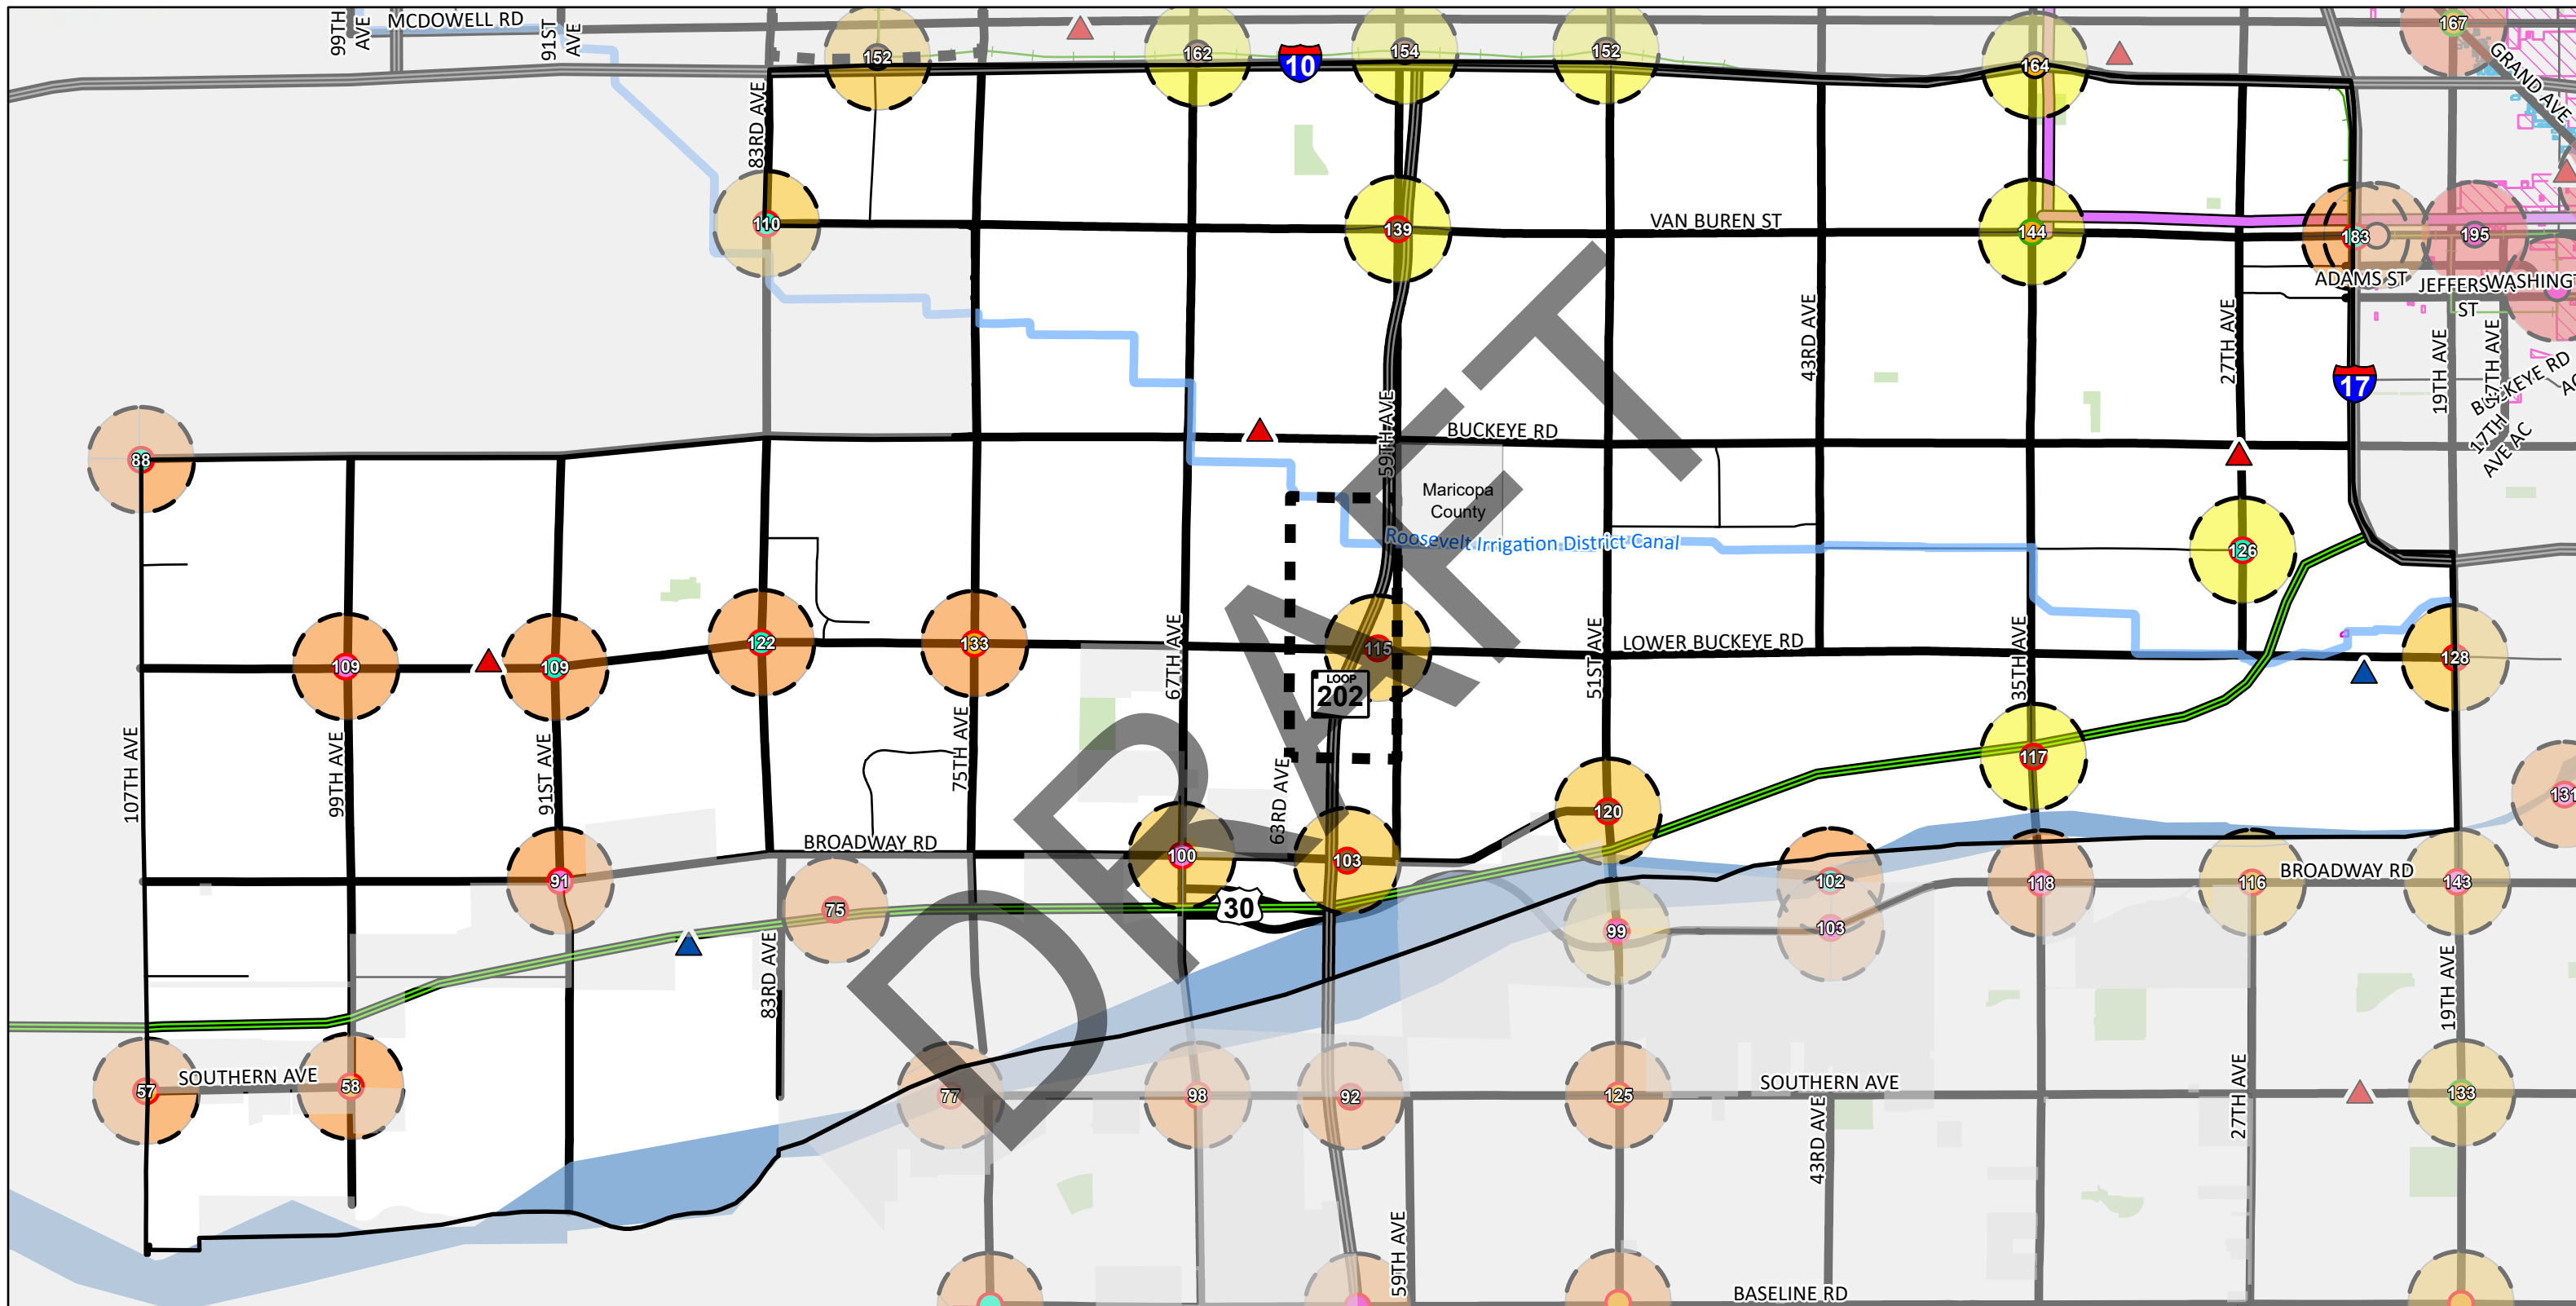 99TH
AVE
MCDOWELL RD
91ST
AVE
167
GRAND AVE
152
162
10
154
152
164
83RD AVE
110
139
VAN BUREN ST
144
183
195
ADAMS ST
ST
43RD AVE
27TH AVE
17
19TH AVE
17TH AVE
BUCKEYE RD
17TH
AVE AC
88
59TH AVE
BUCKEYE RD
Maricopa
County
Roosevelt Irrigation District Canal
126
109
109
122
133
67TH AVE
115
LOOP
202
51ST AVE
LOWER BUCKEYE RD
35TH AVE
128
107TH AVE
99TH AVE
91ST AVE
75TH AVE
63RD AVE
117
120
131
BROADWAY RD
91
75
100
103
30
102
103
99
118
116
BROADWAY RD
143
83RD AVE
19TH AVE
57
SOUTHERN AVE
58
77
98
92
125
SOUTHERN AVE
43RD AVE
27TH AVE
133
59TH AVE
BASELINE RD
DRAFT